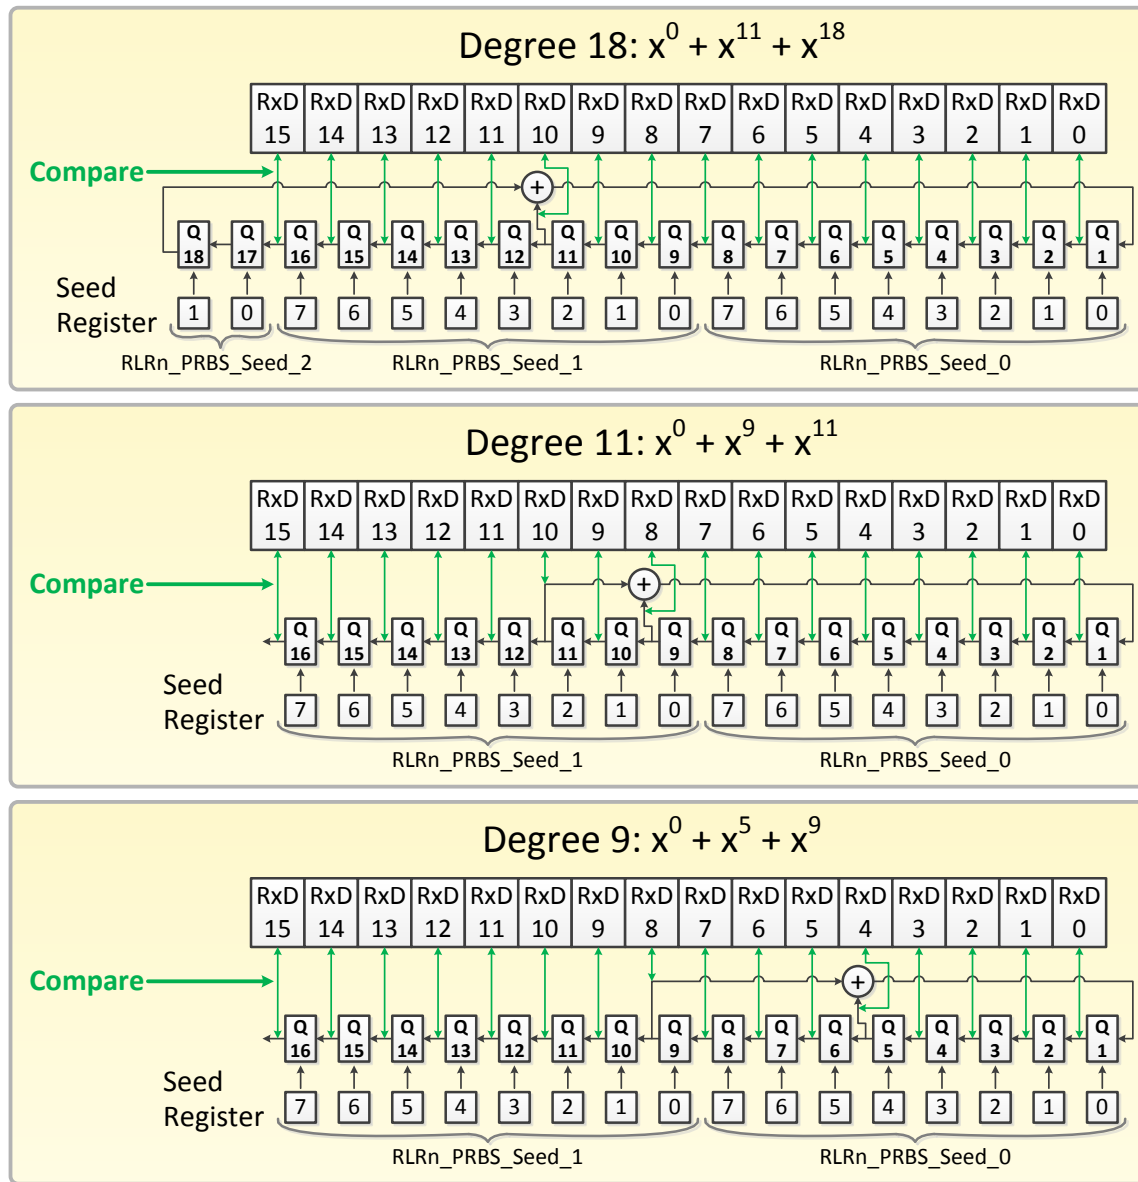 Degree 18: x^0 + x^11 + x^18
RxD RxD RxD RxD RxD RxD RxD RxD RxD RxD RxD RxD RxD RxD RxD RxD
15 14 13 12 11 10 9 8 7 6 5 4 3 2 1 0
Compare
+
Q Q Q Q Q Q Q Q Q Q Q Q Q Q Q Q Q Q
18 17 16 15 14 13 12 11 10 9 8 7 6 5 4 3 2 1
Seed
Register
1 0 7 6 5 4 3 2 1 0 7 6 5 4 3 2 1 0
RLRn_PRBS_Seed_2 RLRn_PRBS_Seed_1 RLRn_PRBS_Seed_0
Degree 11: x^0 + x^9 + x^11
RxD RxD RxD RxD RxD RxD RxD RxD RxD RxD RxD RxD RxD RxD RxD RxD
15 14 13 12 11 10 9 8 7 6 5 4 3 2 1 0
Compare
+
Q Q Q Q Q Q Q Q Q Q Q Q Q Q Q Q
16 15 14 13 12 11 10 9 8 7 6 5 4 3 2 1
Seed
Register
7 6 5 4 3 2 1 0 7 6 5 4 3 2 1 0
RLRn_PRBS_Seed_1 RLRn_PRBS_Seed_0
Degree 9: x^0 + x^5 + x^9
RxD RxD RxD RxD RxD RxD RxD RxD RxD RxD RxD RxD RxD RxD RxD RxD
15 14 13 12 11 10 9 8 7 6 5 4 3 2 1 0
Compare
+
Q Q Q Q Q Q Q Q Q Q Q Q Q Q Q Q
16 15 14 13 12 11 10 9 8 7 6 5 4 3 2 1
Seed
Register
7 6 5 4 3 2 1 0 7 6 5 4 3 2 1 0
RLRn_PRBS_Seed_1 RLRn_PRBS_Seed_0